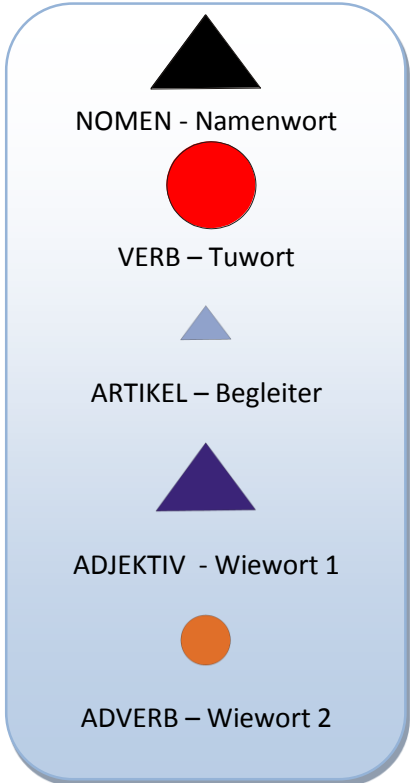 NOMEN - Namenwort
VERB – Tuwort
ARTIKEL – Begleiter
ADJEKTIV - Wiewort 1
ADVERB – Wiewort 2